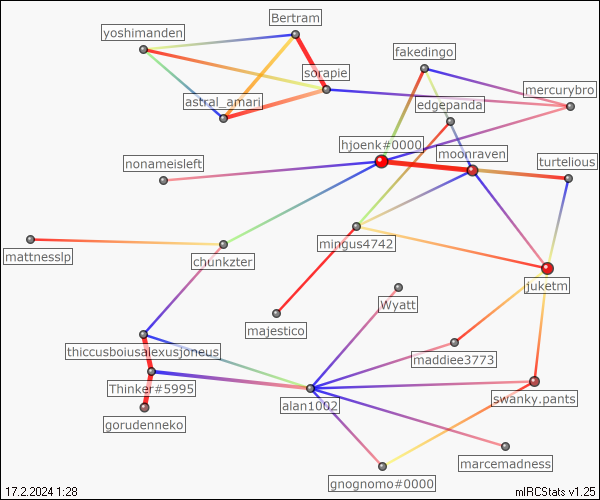 Bertram
yoshimanden
fakedingo
sorapie
mercurybro
astral_amari
edgepanda
hjoenk#0000
moonraven
nonameisleft
turtelious
mingus4742
mattnesslp
chunkzter
juketm
Wyatt
majestico
thiccusboiusalexusjoneus
maddiee3773
Thinker#5995
swanky.pants
alan1002
gorudenneko
marcemadness
gnognomo#0000
17.2.2024 1:28
mIRCStats v1.25